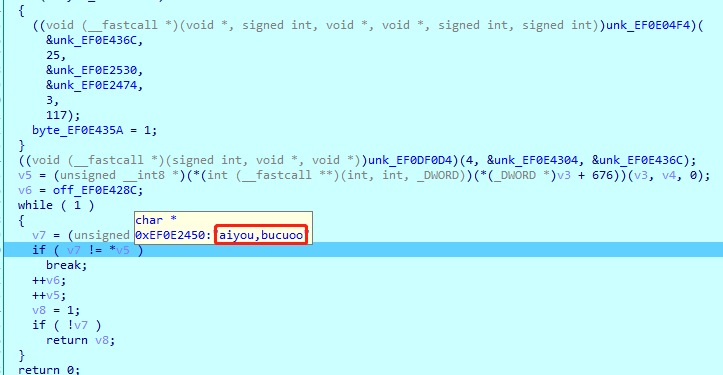 {
((void (__fastcall *)(void *, signed int, void *, void *, signed int, signed int))unk_EF0E04F4)(
&unk_EF0E436C,
25,
&unk_EF0E2530,
&unk_EF0E2474,
3,
117);
byte_EF0E435A = 1;
}
((void (__fastcall *)(signed int, void *, void *))unk_EF0DF0D4)(4, &unk_EF0E4304, &unk_EF0E436C);
v5 = (unsigned __int8 *)(*(int (__fastcall **)(int, int, _DWORD))(*(_DWORD *)v3 + 676))(v3, v4, 0);
v6 = off_EF0E428C;
while ( 1 )
{
char *
v7 = (unsigned
0xEF0E2450:"aiyou,bucuoo"
if ( v7 != *v5 )
break;
++v6;
++v5;
v8 = 1;
if ( !v7 )
return v8;
}
return 0;